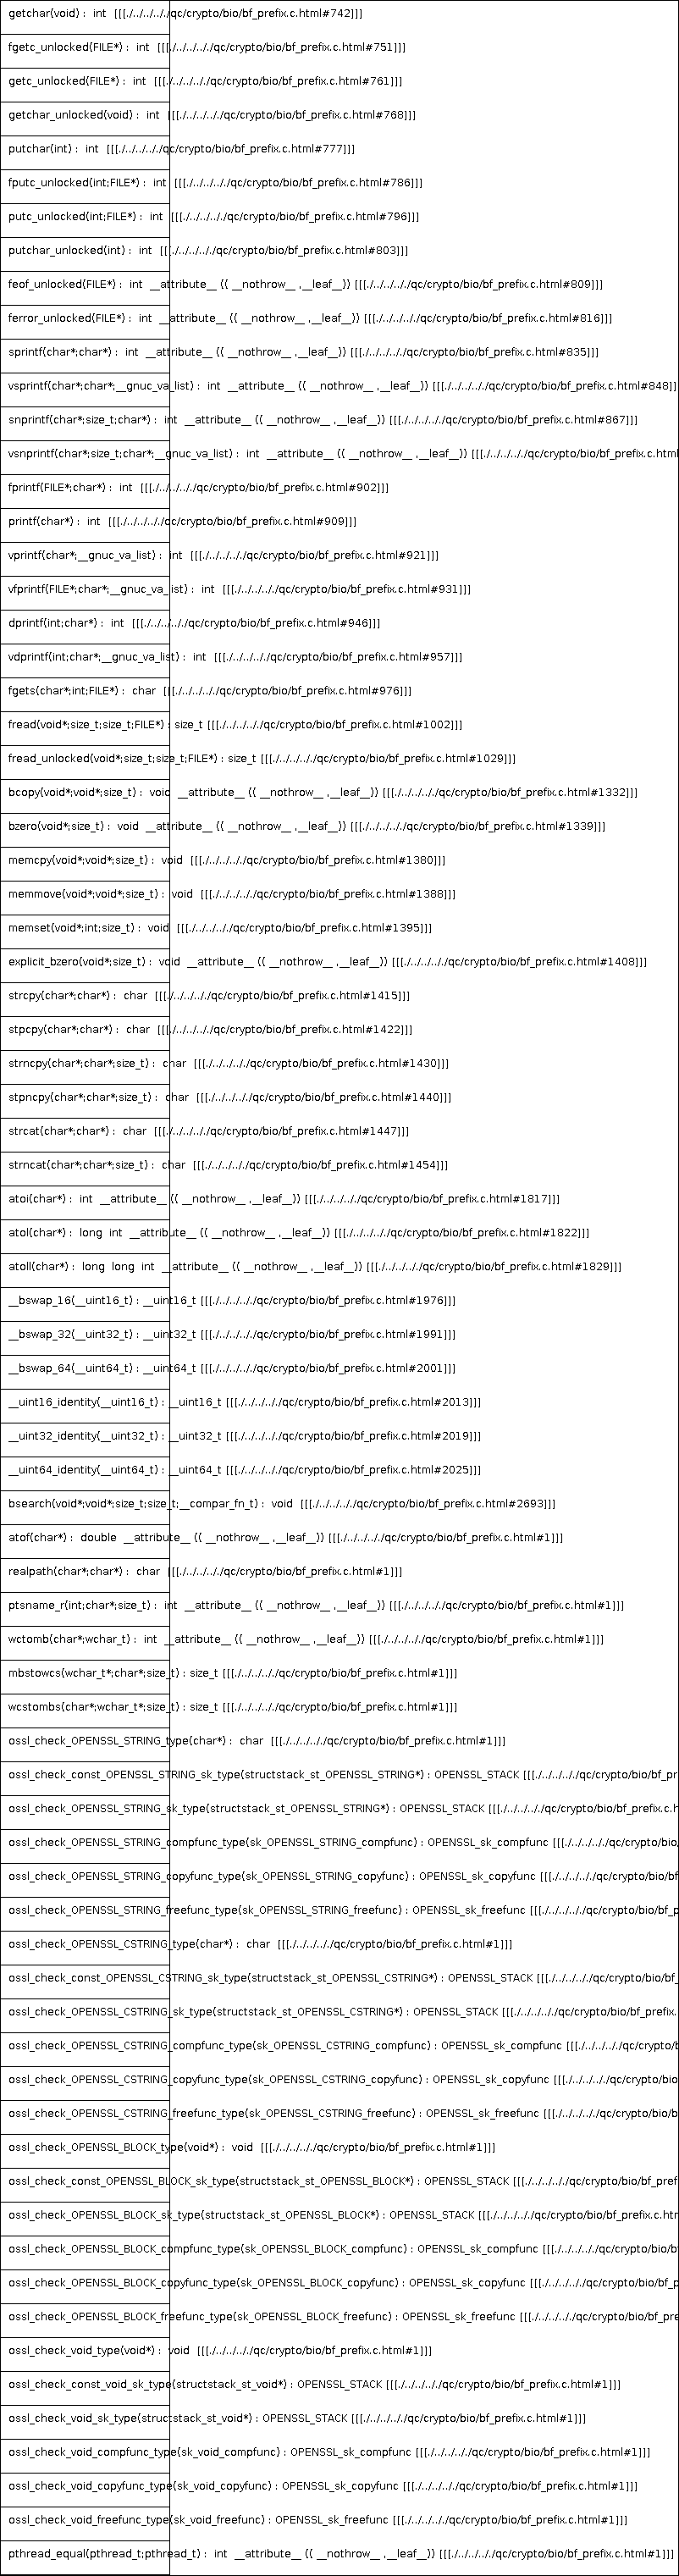 getchar(void) : int [[[./../../../qc/crypto/bio/bf_prefix.c.html#742]]]
fgetc_unlocked(FILE*) : int [[[./../../../qc/crypto/bio/bf_prefix.c.html#751]]]
getc_unlocked(FILE*) : int [[[./../../../qc/crypto/bio/bf_prefix.c.html#761]]]
getchar_unlocked(void) : int [[[./../../../qc/crypto/bio/bf_prefix.c.html#768]]]
putchar(int) : int [[[./../../../qc/crypto/bio/bf_prefix.c.html#777]]]
fputc_unlocked(int;FILE*) : int [[[./../../../qc/crypto/bio/bf_prefix.c.html#786]]]
putc_unlocked(int;FILE*) : int [[[./../../../qc/crypto/bio/bf_prefix.c.html#796]]]
putchar_unlocked(int) : int [[[./../../../qc/crypto/bio/bf_prefix.c.html#803]]]
feof_unlocked(FILE*) : int __attribute__ (( __nothrow__ ,__leaf__)) [[[./../../../qc/crypto/bio/bf_prefix.c.html#809]]]
ferror_unlocked(FILE*) : int __attribute__ (( __nothrow__ ,__leaf__)) [[[./../../../qc/crypto/bio/bf_prefix.c.html#816]]]
sprintf(char*;char*) : int __attribute__ (( __nothrow__ ,__leaf__)) [[[./../../../qc/crypto/bio/bf_prefix.c.html#835]]]
vsprintf(char*;char*;__gnuc_va_list) : int __attribute__ (( __nothrow__ ,__leaf__)) [[[./../../../qc/crypto/bio/bf_prefix.c.html#848]]]
snprintf(char*;size_t;char*) : int __attribute__ (( __nothrow__ ,__leaf__)) [[[./../../../qc/crypto/bio/bf_prefix.c.html#867]]]
vsnprintf(char*;size_t;char*;__gnuc_va_list) : int __attribute__ (( __nothrow__ ,__leaf__)) [[[./../../../qc/crypto/bio/bf_prefix.c.html
fprintf(FILE*;char*) : int [[[./../../../qc/crypto/bio/bf_prefix.c.html#902]]]
printf(char*) : int [[[./../../../qc/crypto/bio/bf_prefix.c.html#909]]]
vprintf(char*;__gnuc_va_list) : int [[[./../../../qc/crypto/bio/bf_prefix.c.html#921]]]
vfprintf(FILE*;char*;__gnuc_va_list) : int [[[./../../../qc/crypto/bio/bf_prefix.c.html#931]]]
dprintf(int;char*) : int [[[./../../../qc/crypto/bio/bf_prefix.c.html#946]]]
vdprintf(int;char*;__gnuc_va_list) : int [[[./../../../qc/crypto/bio/bf_prefix.c.html#957]]]
fgets(char*;int;FILE*) : char [[[./../../../qc/crypto/bio/bf_prefix.c.html#976]]]
fread(void*;size_t;size_t;FILE*) : size_t [[[./../../../qc/crypto/bio/bf_prefix.c.html#1002]]]
fread_unlocked(void*;size_t;size_t;FILE*) : size_t [[[./../../../qc/crypto/bio/bf_prefix.c.html#1029]]]
bcopy(void*;void*;size_t) : void __attribute__ (( __nothrow__ ,__leaf__)) [[[./../../../qc/crypto/bio/bf_prefix.c.html#1332]]]
bzero(void*;size_t) : void __attribute__ (( __nothrow__ ,__leaf__)) [[[./../../../qc/crypto/bio/bf_prefix.c.html#1339]]]
memcpy(void*;void*;size_t) : void [[[./../../../qc/crypto/bio/bf_prefix.c.html#1380]]]
memmove(void*;void*;size_t) : void [[[./../../../qc/crypto/bio/bf_prefix.c.html#1388]]]
memset(void*;int;size_t) : void [[[./../../../qc/crypto/bio/bf_prefix.c.html#1395]]]
explicit_bzero(void*;size_t) : void __attribute__ (( __nothrow__ ,__leaf__)) [[[./../../../qc/crypto/bio/bf_prefix.c.html#1408]]]
strcpy(char*;char*) : char [[[./../../../qc/crypto/bio/bf_prefix.c.html#1415]]]
stpcpy(char*;char*) : char [[[./../../../qc/crypto/bio/bf_prefix.c.html#1422]]]
strncpy(char*;char*;size_t) : char [[[./../../../qc/crypto/bio/bf_prefix.c.html#1430]]]
stpncpy(char*;char*;size_t) : char [[[./../../../qc/crypto/bio/bf_prefix.c.html#1440]]]
strcat(char*;char*) : char [[[./../../../qc/crypto/bio/bf_prefix.c.html#1447]]]
strncat(char*;char*;size_t) : char [[[./../../../qc/crypto/bio/bf_prefix.c.html#1454]]]
atoi(char*) : int __attribute__ (( __nothrow__ ,__leaf__)) [[[./../../../qc/crypto/bio/bf_prefix.c.html#1817]]]
atol(char*) : long int __attribute__ (( __nothrow__ ,__leaf__)) [[[./../../../qc/crypto/bio/bf_prefix.c.html#1822]]]
atoll(char*) : long long int __attribute__ (( __nothrow__ ,__leaf__)) [[[./../../../qc/crypto/bio/bf_prefix.c.html#1829]]]
__bswap_16(__uint16_t) : __uint16_t [[[./../../../qc/crypto/bio/bf_prefix.c.html#1976]]]
__bswap_32(__uint32_t) : __uint32_t [[[./../../../qc/crypto/bio/bf_prefix.c.html#1991]]]
__bswap_64(__uint64_t) : __uint64_t [[[./../../../qc/crypto/bio/bf_prefix.c.html#2001]]]
__uint16_identity(__uint16_t) : __uint16_t [[[./../../../qc/crypto/bio/bf_prefix.c.html#2013]]]
__uint32_identity(__uint32_t) : __uint32_t [[[./../../../qc/crypto/bio/bf_prefix.c.html#2019]]]
__uint64_identity(__uint64_t) : __uint64_t [[[./../../../qc/crypto/bio/bf_prefix.c.html#2025]]]
bsearch(void*;void*;size_t;size_t;__compar_fn_t) : void [[[./../../../qc/crypto/bio/bf_prefix.c.html#2693]]]
atof(char*) : double __attribute__ (( __nothrow__ ,__leaf__)) [[[./../../../qc/crypto/bio/bf_prefix.c.html#1]]]
realpath(char*;char*) : char [[[./../../../qc/crypto/bio/bf_prefix.c.html#1]]]
ptsname_r(int;char*;size_t) : int __attribute__ (( __nothrow__ ,__leaf__)) [[[./../../../qc/crypto/bio/bf_prefix.c.html#1]]]
wctomb(char*;wchar_t) : int __attribute__ (( __nothrow__ ,__leaf__)) [[[./../../../qc/crypto/bio/bf_prefix.c.html#1]]]
mbstowcs(wchar_t*;char*;size_t) : size_t [[[./../../../qc/crypto/bio/bf_prefix.c.html#1]]]
wcstombs(char*;wchar_t*;size_t) : size_t [[[./../../../qc/crypto/bio/bf_prefix.c.html#1]]]
ossl_check_OPENSSL_STRING_type(char*) : char [[[./../../../qc/crypto/bio/bf_prefix.c.html#1]]]
ossl_check_const_OPENSSL_STRING_sk_type(structstack_st_OPENSSL_STRING*) : OPENSSL_STACK [[[./../../../qc/crypto/bio/bf_pr
ossl_check_OPENSSL_STRING_sk_type(structstack_st_OPENSSL_STRING*) : OPENSSL_STACK [[[./../../../qc/crypto/bio/bf_prefix.c.h
ossl_check_OPENSSL_STRING_compfunc_type(sk_OPENSSL_STRING_compfunc) : OPENSSL_sk_compfunc [[[./../../../qc/crypto/bio/
ossl_check_OPENSSL_STRING_copyfunc_type(sk_OPENSSL_STRING_copyfunc) : OPENSSL_sk_copyfunc [[[./../../../qc/crypto/bio/bf
ossl_check_OPENSSL_STRING_freefunc_type(sk_OPENSSL_STRING_freefunc) : OPENSSL_sk_freefunc [[[./../../../qc/crypto/bio/bf_p
ossl_check_OPENSSL_CSTRING_type(char*) : char [[[./../../../qc/crypto/bio/bf_prefix.c.html#1]]]
ossl_check_const_OPENSSL_CSTRING_sk_type(structstack_st_OPENSSL_CSTRING*) : OPENSSL_STACK [[[./../../../qc/crypto/bio/bf_
ossl_check_OPENSSL_CSTRING_sk_type(structstack_st_OPENSSL_CSTRING*) : OPENSSL_STACK [[[./../../../qc/crypto/bio/bf_prefix.
ossl_check_OPENSSL_CSTRING_compfunc_type(sk_OPENSSL_CSTRING_compfunc) : OPENSSL_sk_compfunc [[[./../../../qc/crypto/b
ossl_check_OPENSSL_CSTRING_copyfunc_type(sk_OPENSSL_CSTRING_copyfunc) : OPENSSL_sk_copyfunc [[[./../../../qc/crypto/bio
ossl_check_OPENSSL_CSTRING_freefunc_type(sk_OPENSSL_CSTRING_freefunc) : OPENSSL_sk_freefunc [[[./../../../qc/crypto/bio/b
ossl_check_OPENSSL_BLOCK_type(void*) : void [[[./../../../qc/crypto/bio/bf_prefix.c.html#1]]]
ossl_check_const_OPENSSL_BLOCK_sk_type(structstack_st_OPENSSL_BLOCK*) : OPENSSL_STACK [[[./../../../qc/crypto/bio/bf_pref
ossl_check_OPENSSL_BLOCK_sk_type(structstack_st_OPENSSL_BLOCK*) : OPENSSL_STACK [[[./../../../qc/crypto/bio/bf_prefix.c.htm
ossl_check_OPENSSL_BLOCK_compfunc_type(sk_OPENSSL_BLOCK_compfunc) : OPENSSL_sk_compfunc [[[./../../../qc/crypto/bio/bf
ossl_check_OPENSSL_BLOCK_copyfunc_type(sk_OPENSSL_BLOCK_copyfunc) : OPENSSL_sk_copyfunc [[[./../../../qc/crypto/bio/bf_p
ossl_check_OPENSSL_BLOCK_freefunc_type(sk_OPENSSL_BLOCK_freefunc) : OPENSSL_sk_freefunc [[[./../../../qc/crypto/bio/bf_pre
ossl_check_void_type(void*) : void [[[./../../../qc/crypto/bio/bf_prefix.c.html#1]]]
ossl_check_const_void_sk_type(structstack_st_void*) : OPENSSL_STACK [[[./../../../qc/crypto/bio/bf_prefix.c.html#1]]]
ossl_check_void_sk_type(structstack_st_void*) : OPENSSL_STACK [[[./../../../qc/crypto/bio/bf_prefix.c.html#1]]]
ossl_check_void_compfunc_type(sk_void_compfunc) : OPENSSL_sk_compfunc [[[./../../../qc/crypto/bio/bf_prefix.c.html#1]]]
ossl_check_void_copyfunc_type(sk_void_copyfunc) : OPENSSL_sk_copyfunc [[[./../../../qc/crypto/bio/bf_prefix.c.html#1]]]
ossl_check_void_freefunc_type(sk_void_freefunc) : OPENSSL_sk_freefunc [[[./../../../qc/crypto/bio/bf_prefix.c.html#1]]]
pthread_equal(pthread_t;pthread_t) : int __attribute__ (( __nothrow__ ,__leaf__)) [[[./../../../qc/crypto/bio/bf_prefix.c.html#1]]]